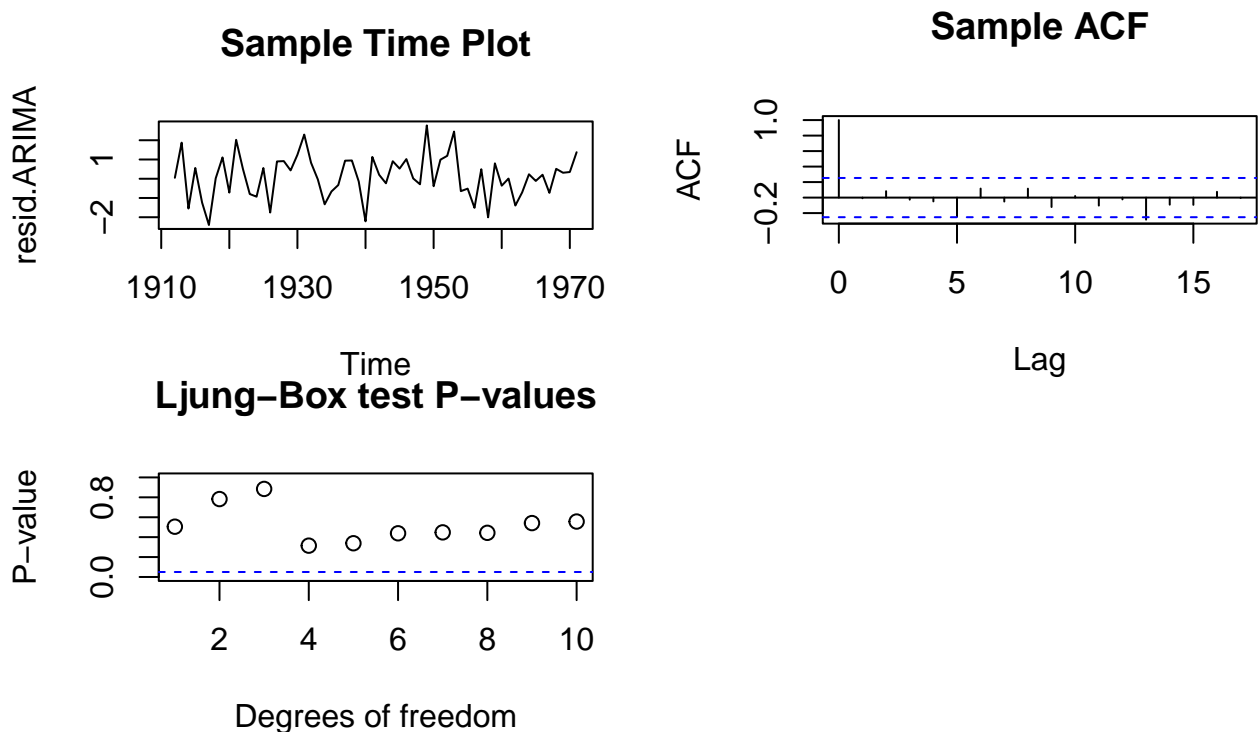 Sample Time Plot
resid.ARIMA
1
−2
1910 1930 1950 1970
Time
Sample ACF
ACF
1.0
−0.2
0 5 10 15
Lag
Ljung−Box test P−values
P−value
0.8
0.0
2 4 6 8 10
Degrees of freedom